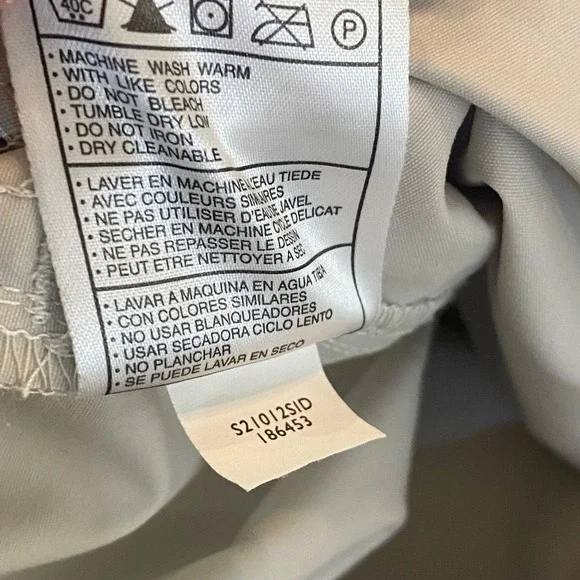 40C
P
• MACHINE WASH WARM
• WITH LIKE COLORS
• DO NOT BLEACH
• TUMBLE DRY LOW
• DO NOT IRON
• DRY CLEANABLE
• LAVER EN MACHINE/EAU TIEDE
• AVEC COULEURS SIMILAIRES
• NE PAS UTILISER D'EAU DE JAVEL
• SECHER EN MACHINE CYCLE DELICAT
• NE PAS REPASSER LE DESSIN
• PEUT ETRE NETTOYER A SEC
• LAVAR A MAQUINA EN AGUA TIBIA
• CON COLORES SIMILARES
• NO USAR BLANQUEADORES
• USAR SECADORA CICLO LENTO
• NO PLANCHAR
• SE PUEDE LAVAR EN SECO
S21012SID
186453